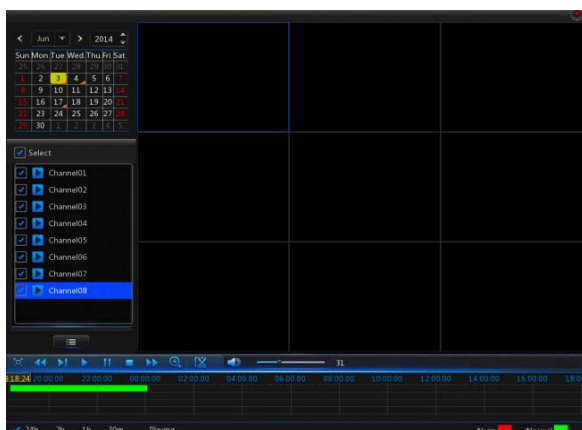 Jun 2014
Sun Mon Tue Wed Thu Fri Sat
25 26 27 28 29 30 31
1 2 3 4 5 6 7
8 9 10 11 12 13 14
15 16 17 18 19 20 21
22 23 24 25 26 27 28
29 30 1 2 3 4 5
Select
Channel01
Channel02
Channel03
Channel04
Channel05
Channel06
Channel07
Channel08
31
20:00:00 22:00:00 00:00:00 02:00:00 04:00:00 06:00:00 08:00:00 10:00:00 12:00:00 14:00:00 16:00:00 18:0
24h 2h 1h 30m Playing Normal